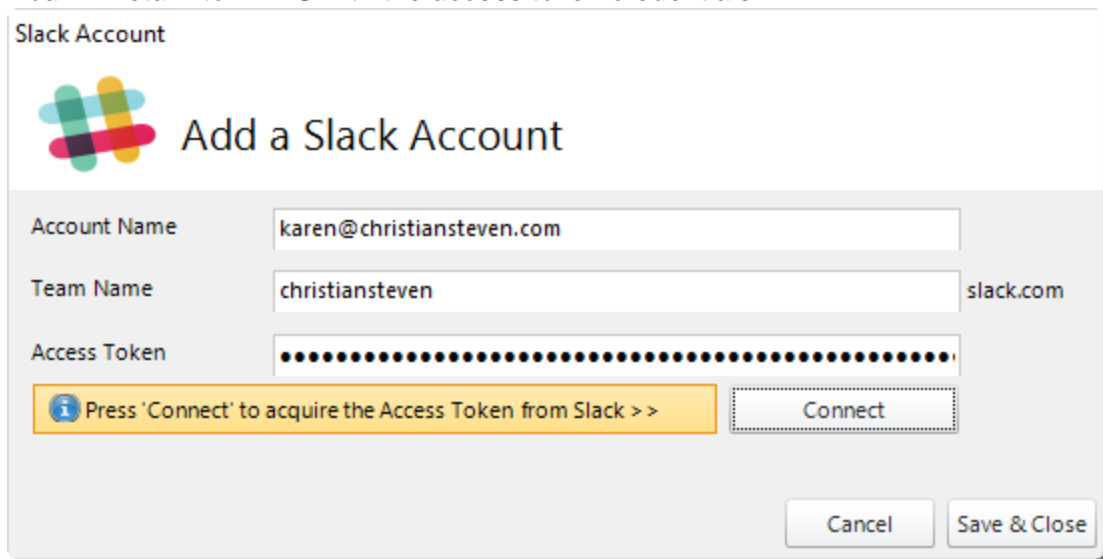 Slack Account
Add a Slack Account
Account Name
karen@christiansteven.com
Team Name
christiansteven
slack.com
Access Token
Press 'Connect' to acquire the Access Token from Slack >>
Connect
Cancel
Save & Close